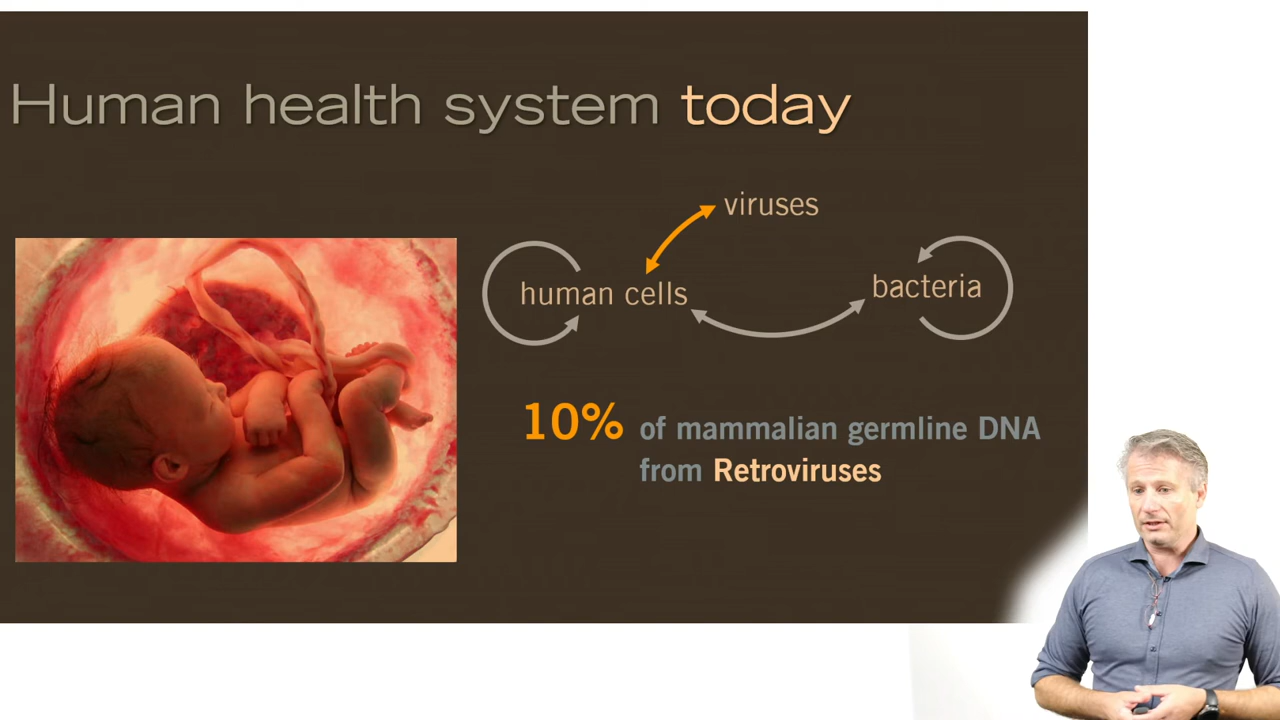 Human health system today
viruses
human cells
bacteria
10% of mammalian germline DNA
from Retroviruses